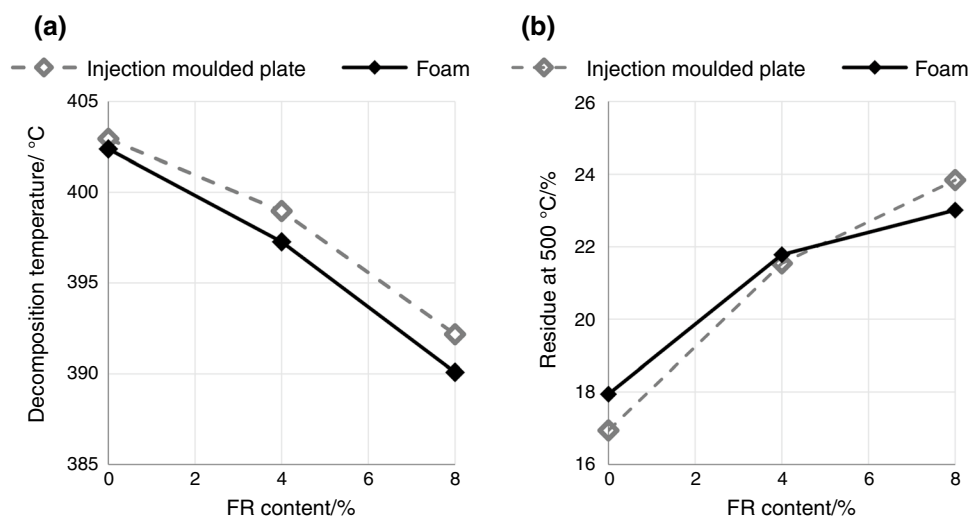 (a)
Injection moulded plate
Foam
Decomposition temperature/ °C
405
400
395
390
385
0 2 4 6 8
FR content/%
(b)
Injection moulded plate
Foam
Residue at 500 °C/%
26
24
22
20
18
16
0 2 4 6 8
FR content/%